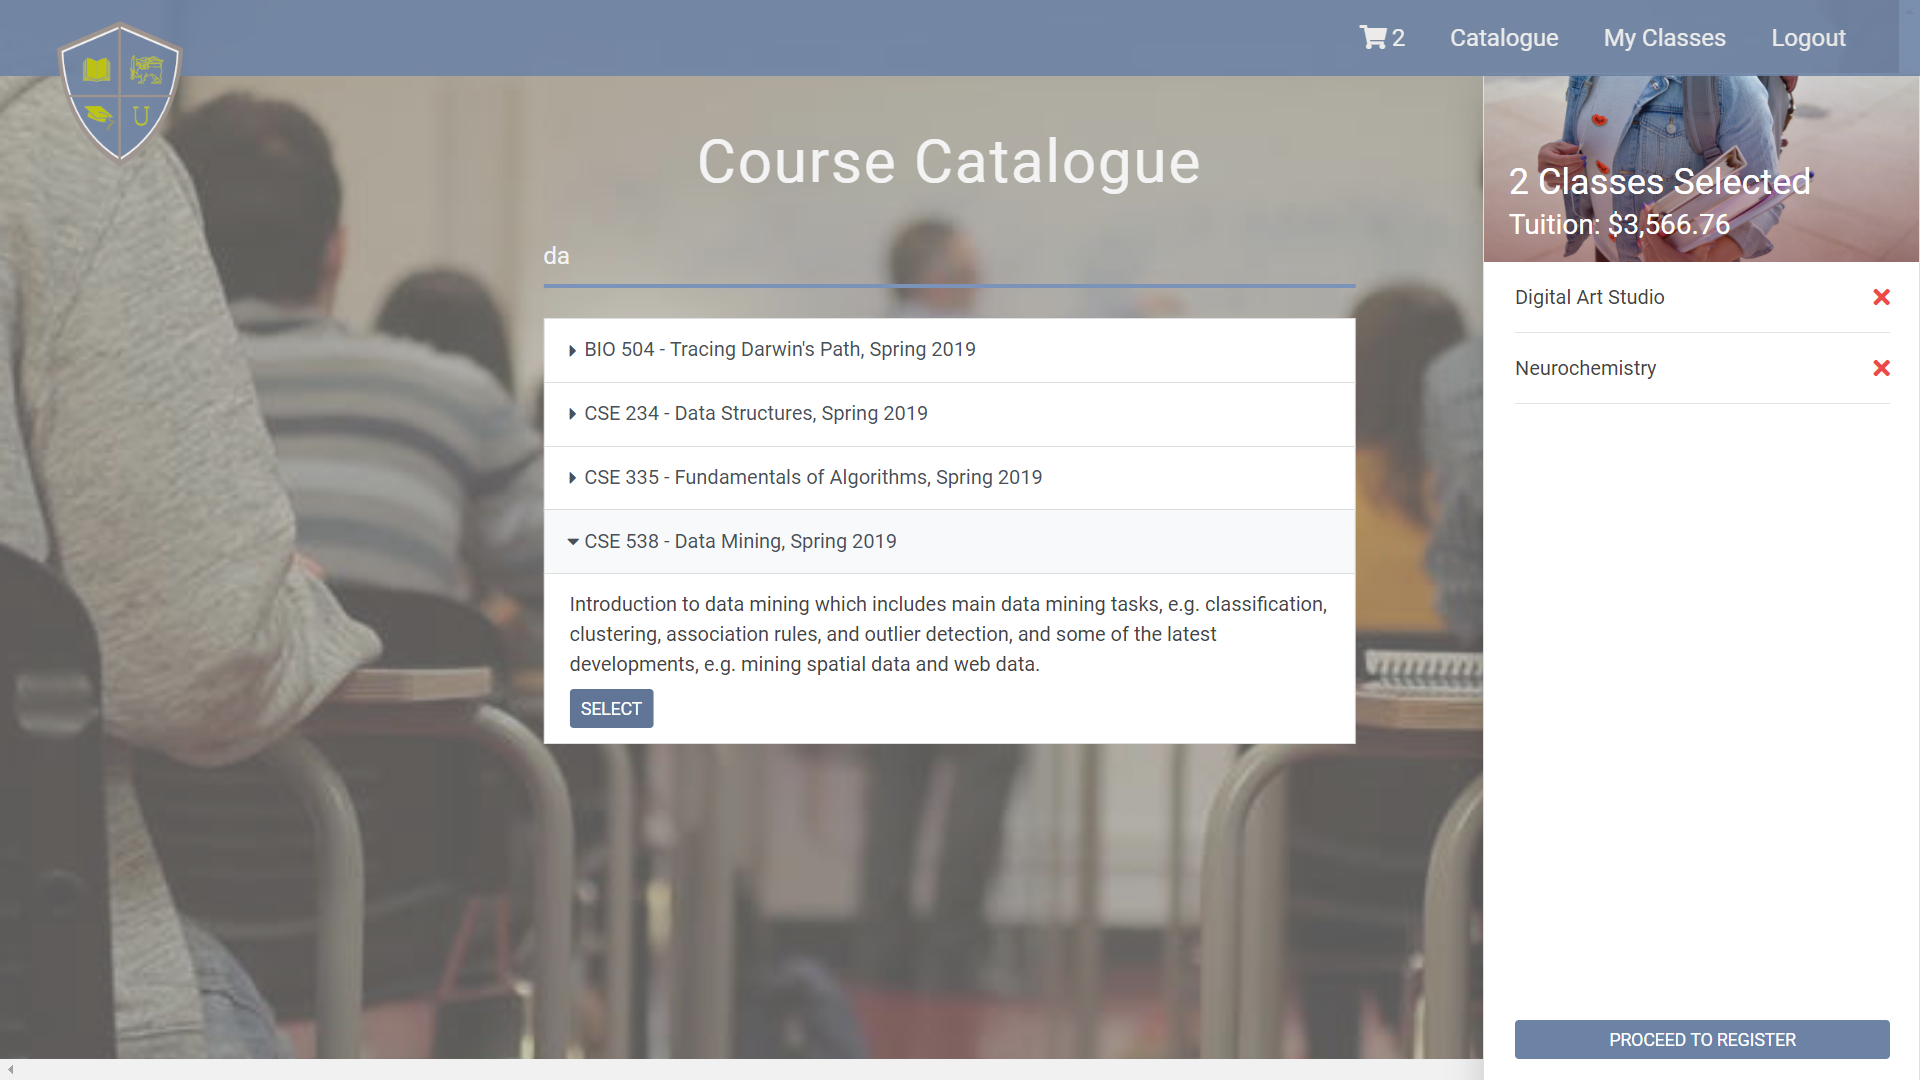 2
Catalogue
My Classes
Logout
U
Course Catalogue
da
BIO 504 - Tracing Darwin's Path, Spring 2019
CSE 234 - Data Structures, Spring 2019
CSE 335 - Fundamentals of Algorithms, Spring 2019
CSE 538 - Data Mining, Spring 2019
Introduction to data mining which includes main data mining tasks, e.g. classification,
clustering, association rules, and outlier detection, and some of the latest
developments, e.g. mining spatial data and web data.
SELECT
2 Classes Selected
Tuition: $3,566.76
Digital Art Studio
Neurochemistry
PROCEED TO REGISTER